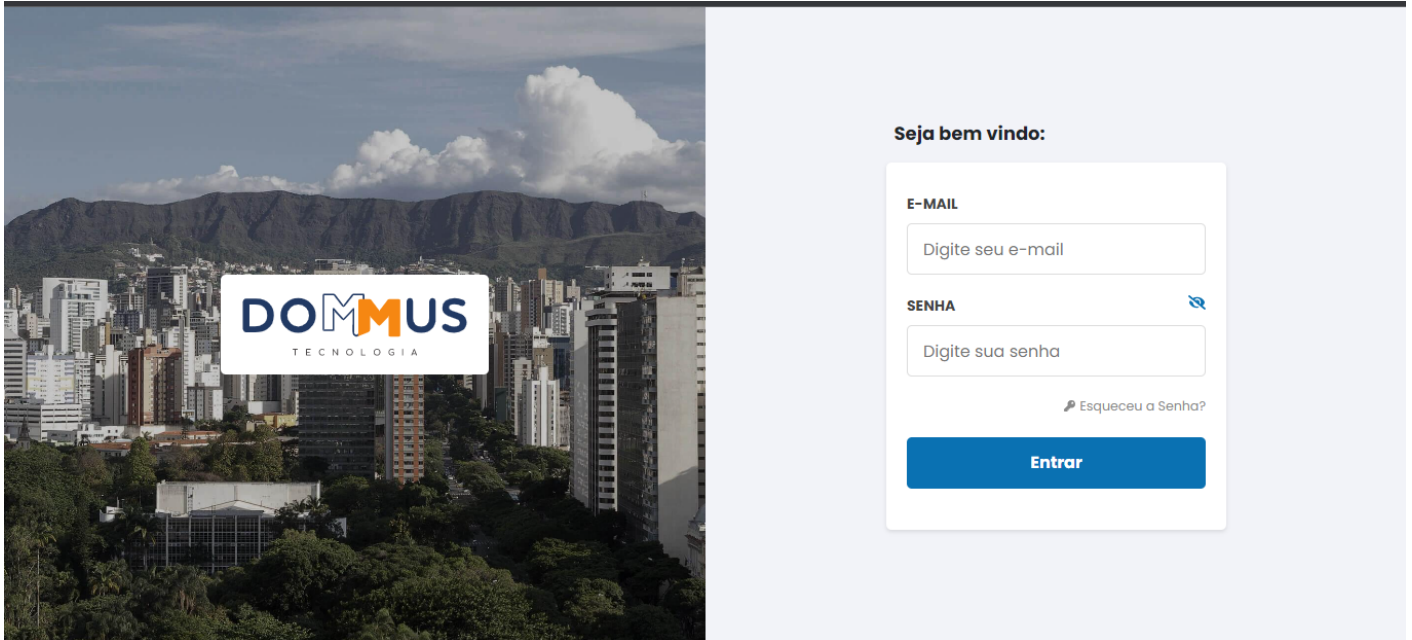 DOMMUS
TECNOLOGIA
Seja bem vindo:
E-MAIL
Digite seu e-mail
SENHA
Digite sua senha
Esqueceu a Senha?
Entrar